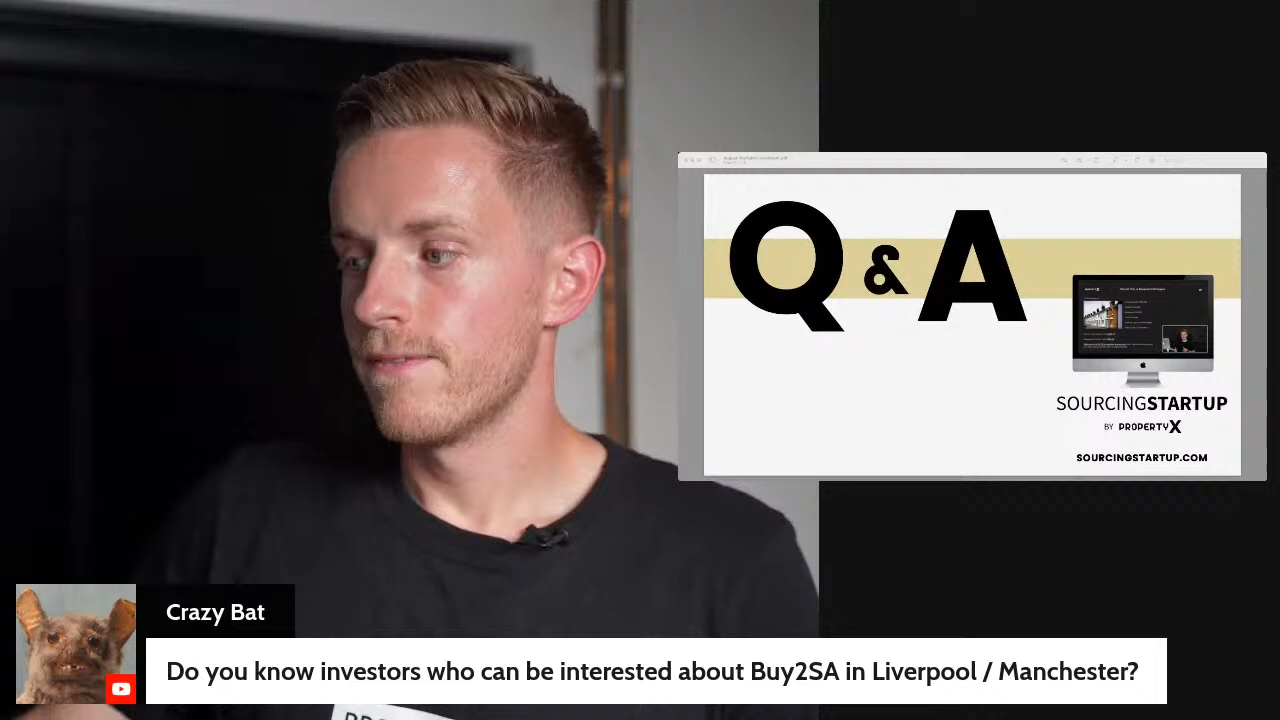 Q & A
SOURCINGSTARTUP
BY PROPERTYX
SOURCINGSTARTUP.COM
Crazy Bat
Do you know investors who can be interested about Buy2SA in Liverpool / Manchester?